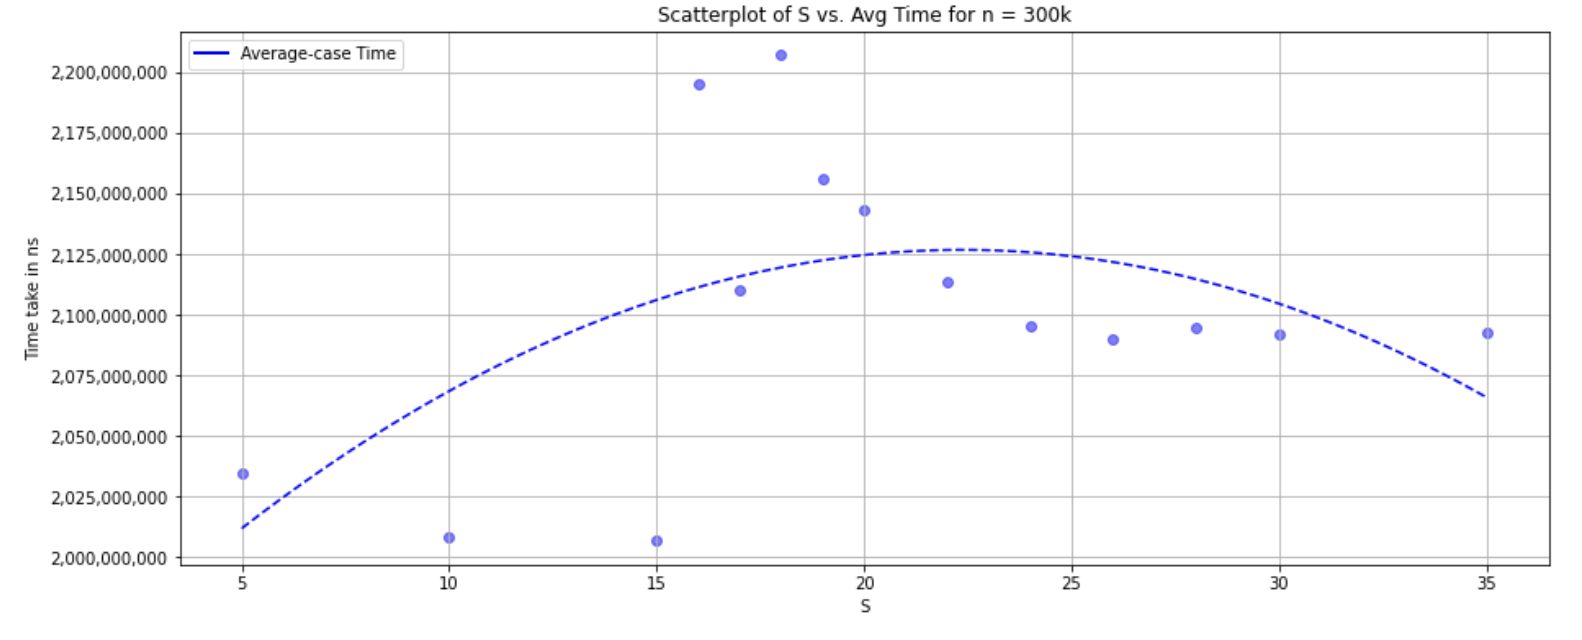 Scatterplot of S vs. Avg Time for n = 300k
Average-case Time
2,200,000,000
2,175,000,000
2,150,000,000
2,125,000,000
2,100,000,000
2,075,000,000
2,050,000,000
2,025,000,000
2,000,000,000
Time take in ns
5 10 15 20 25 30 35
S